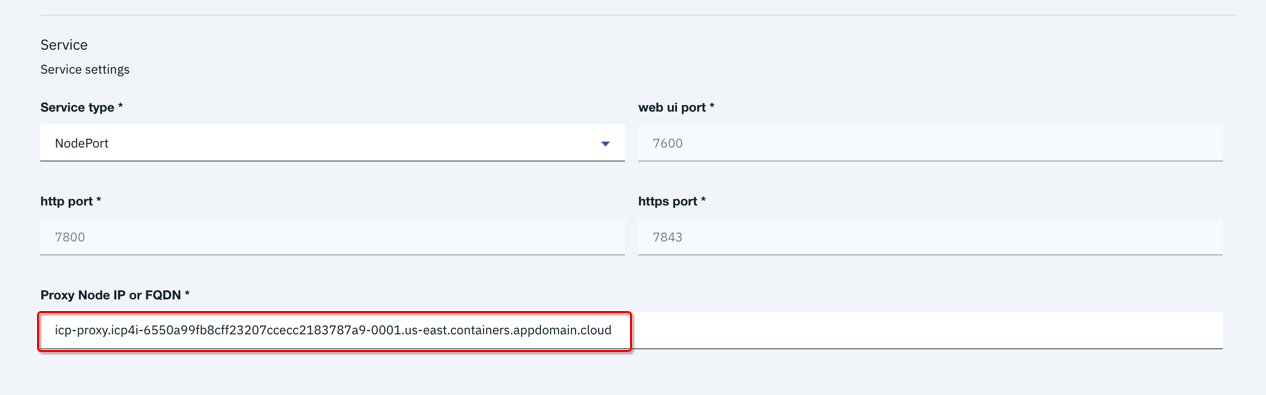 Service
Service settings
Service type *
web ui port *
NodePort
7600
http port *
https port *
7800
7843
Proxy Node IP or FQDN *
icp-proxy.icp4i-6550a99fb8cff23207ccecc2183787a9-0001.us-east.containers.appdomain.cloud